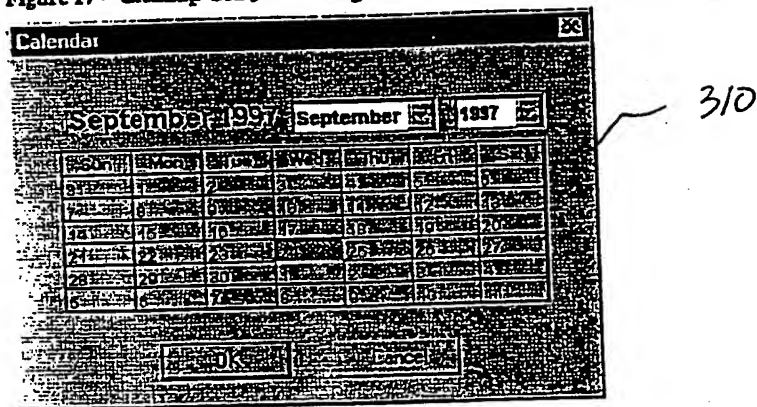 Figure 17
Calendar
September 1997 September 1997
310
Sun Mon Tue Wed Thu Fri Sat
31 1 2 3 4 5 6
7 8 9 10 11 12 13
14 15 16 17 18 19 20
21 22 23 25 26 27
28 29 30 1 2 3 4
5 6 7 8 9 10 11
OK Cancel